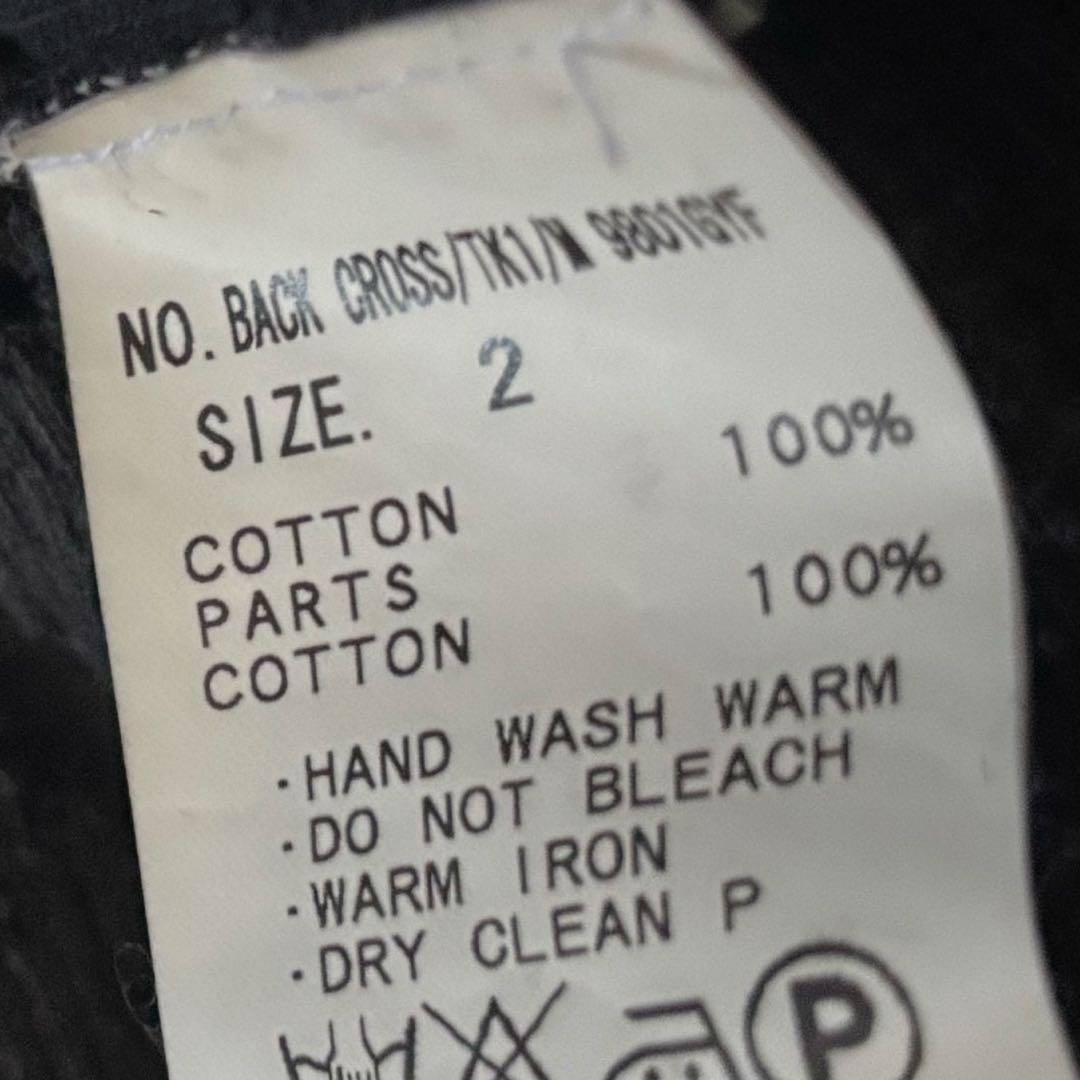 NO. BACK CROSS/TK1/W 9801GYF
SIZE. 2
COTTON 100%
PARTS
COTTON 100%
·HAND WASH WARM
·DO NOT BLEACH
·WARM IRON
·DRY CLEAN P
P